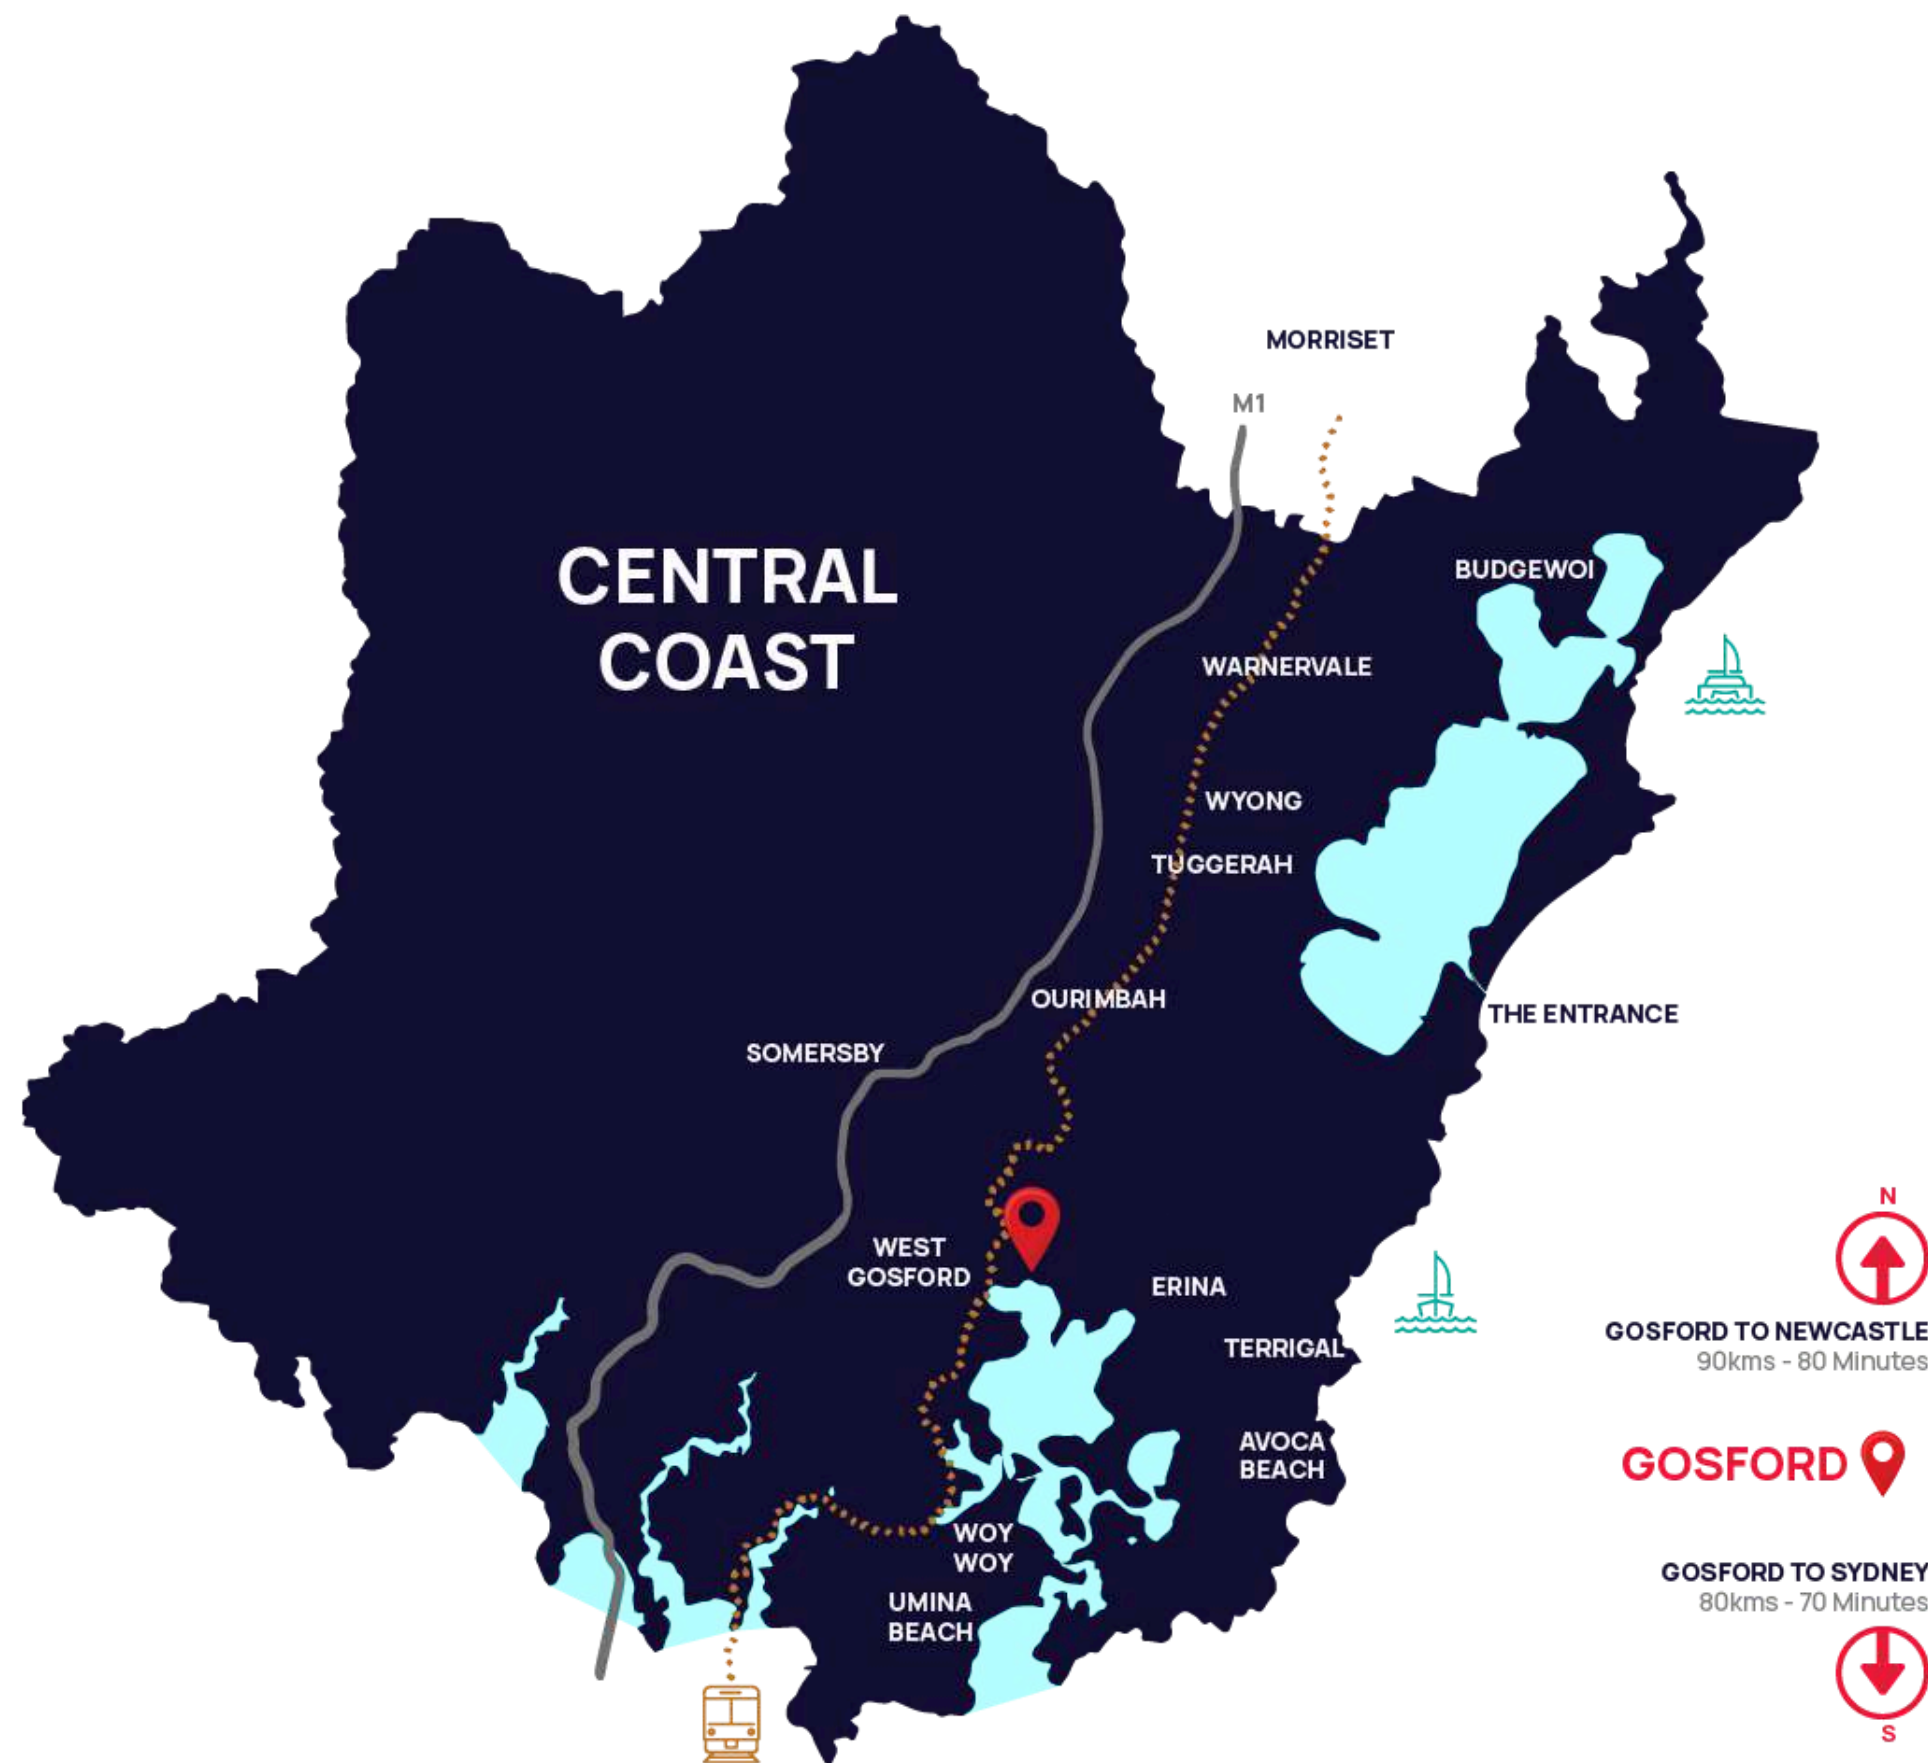 MORRISET
M1
CENTRAL
COAST
BUDGEWOI
WARNERVALE
WYONG
TUGGERAH
OURIMBAH
THE ENTRANCE
SOMERSBY
WEST
GOSFORD
ERINA
TERRIGAL
AVOCA
BEACH
WOY
WOY
UMINA
BEACH
N
GOSFORD TO NEWCASTLE
90kms - 80 Minutes
GOSFORD
GOSFORD TO SYDNEY
80kms - 70 Minutes
S